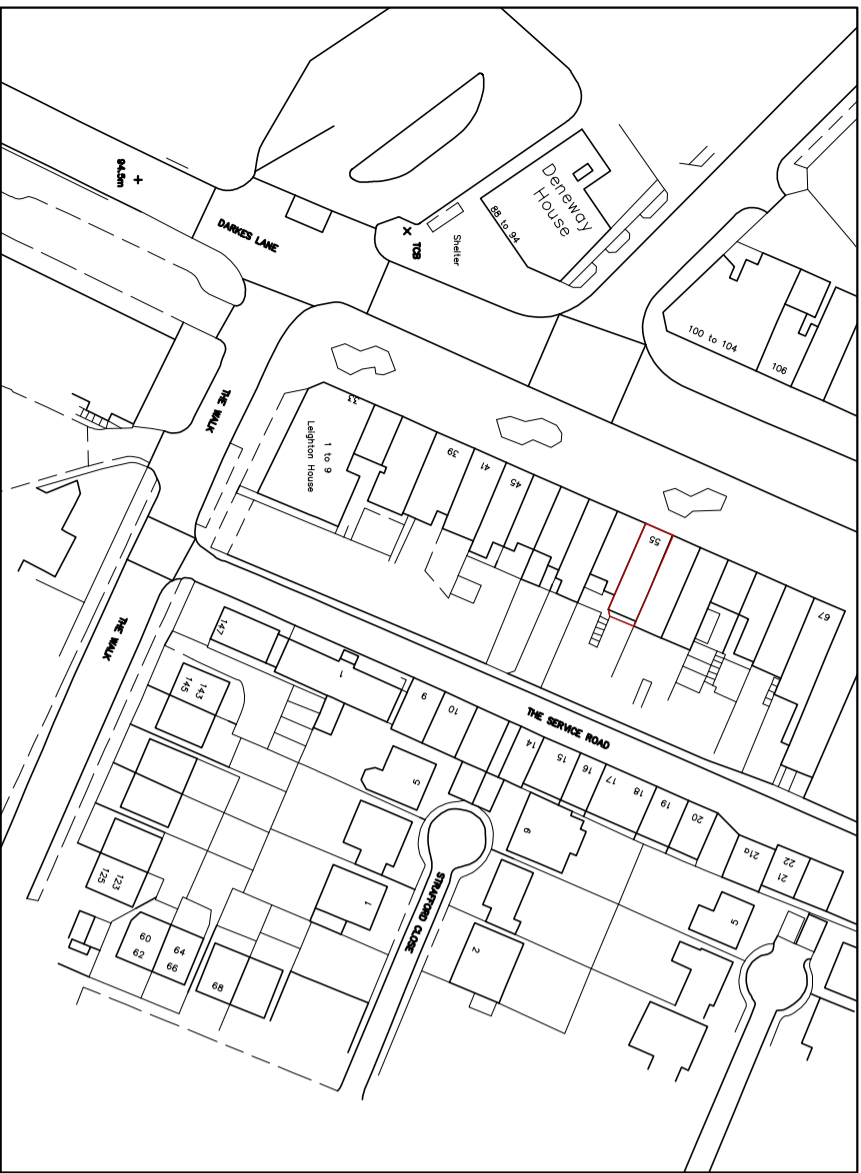 Deneway
House
88 to 94
Shelter
TCB
94.5m
DARKES LANE
100 to 104
106
THE WALK
33
1 to 9
Leighton House
39
41
45
55
67
THE WALK
147
143
145
1
9
10
THE SERVICE ROAD
14
15
16
17
18
19
20
21a
22
21
5
6
5
STRAFFORD CLOSE
1
2
123
125
60
62
64
66
68